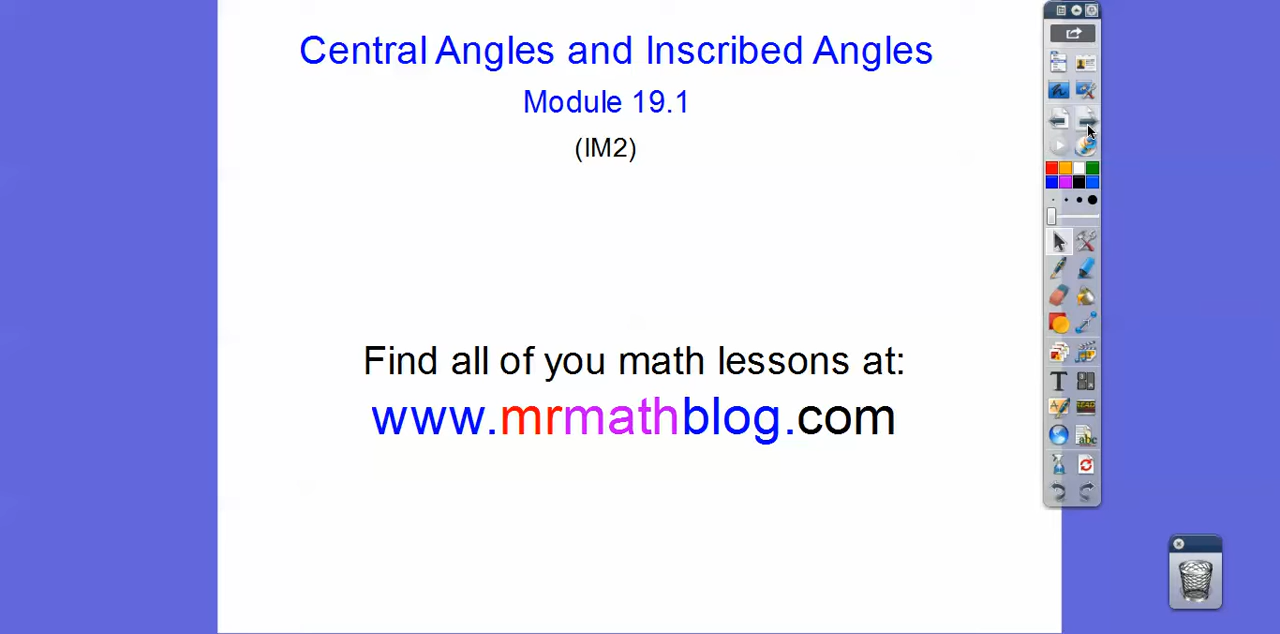 Central Angles and Inscribed Angles
Module 19.1
(IM2)
Find all of you math lessons at:
www.mrmathblog.com
T
abc